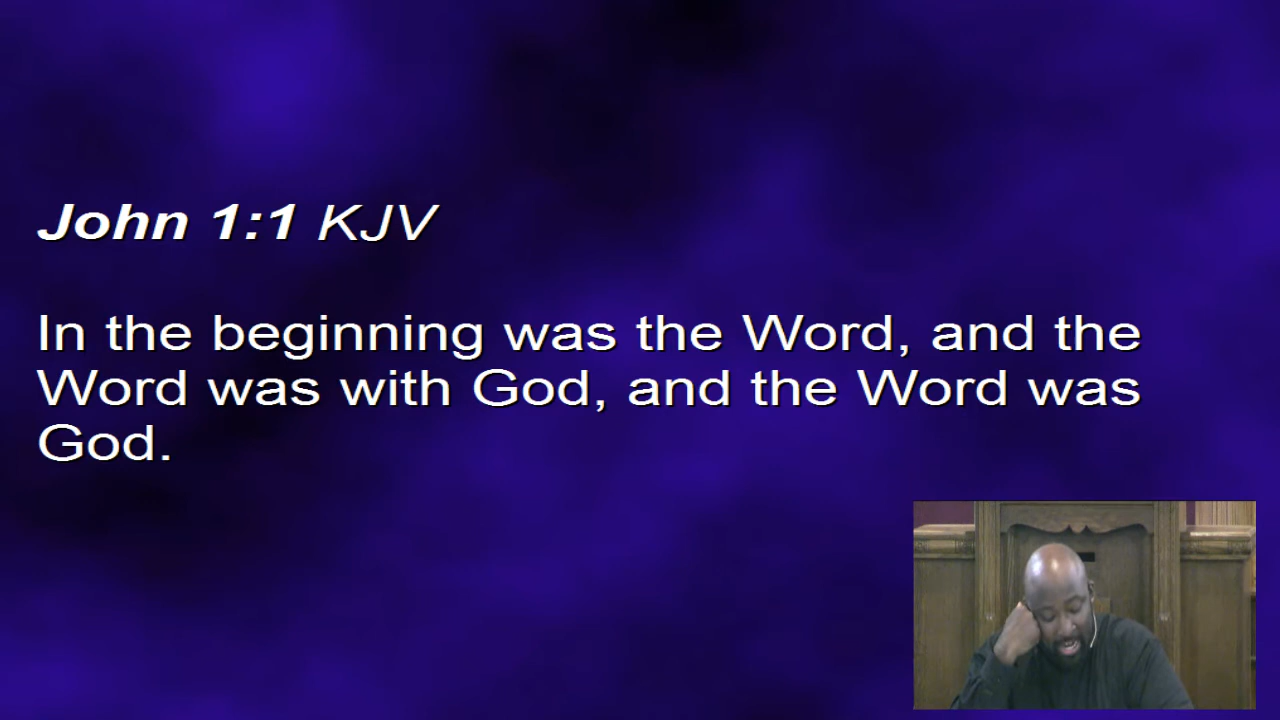 John 1:1 KJV
In the beginning was the Word, and the
Word was with God, and the Word was
God.